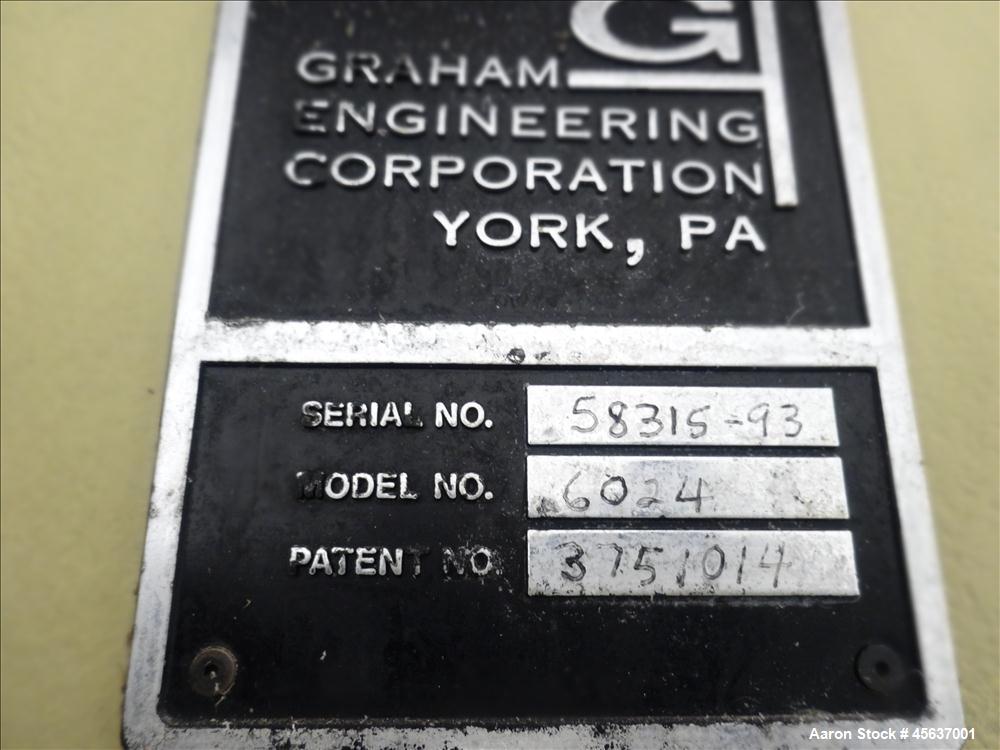 G
GRAHAM
ENGINEERING
CORPORATION
YORK, PA
SERIAL NO. 58315-93
MODEL NO. 6024
PATENT NO 3751014
Aaron Stock # 45637001